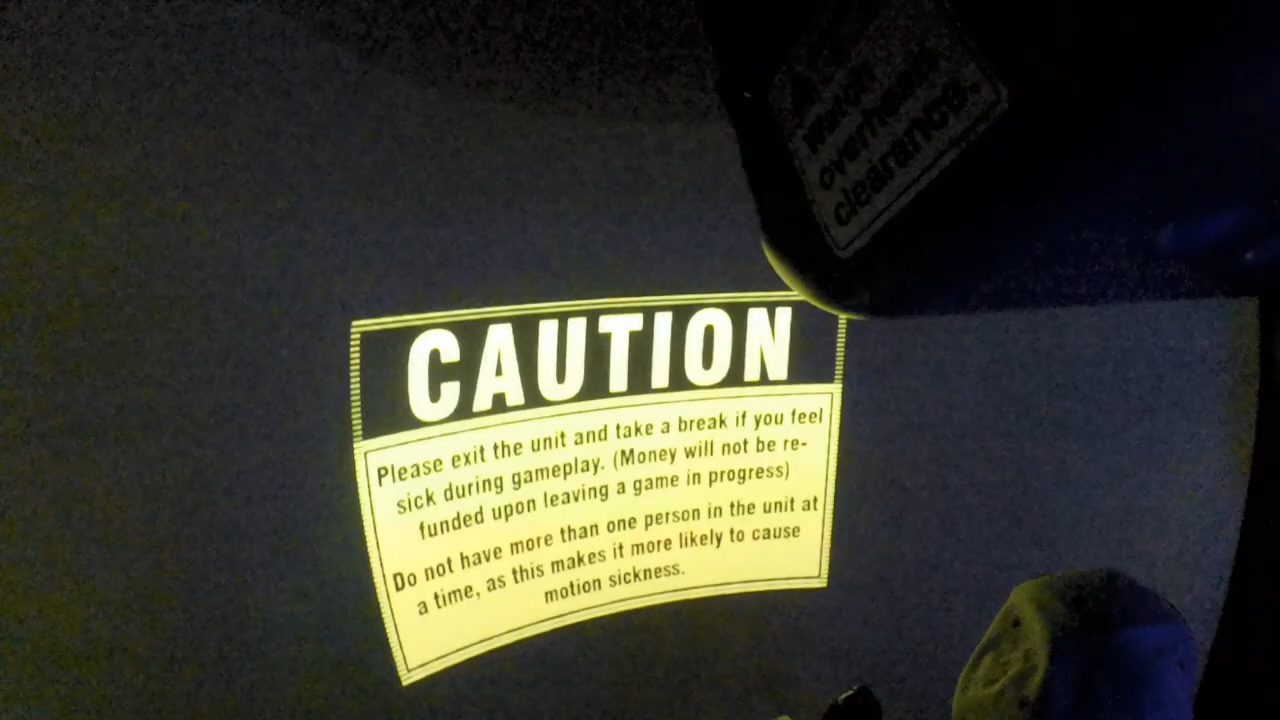 Watch
overhead
clearance.
CAUTION
Please exit the unit and take a break if you feel
sick during gameplay. (Money will not be re-
funded upon leaving a game in progress)
Do not have more than one person in the unit at
a time, as this makes it more likely to cause
motion sickness.